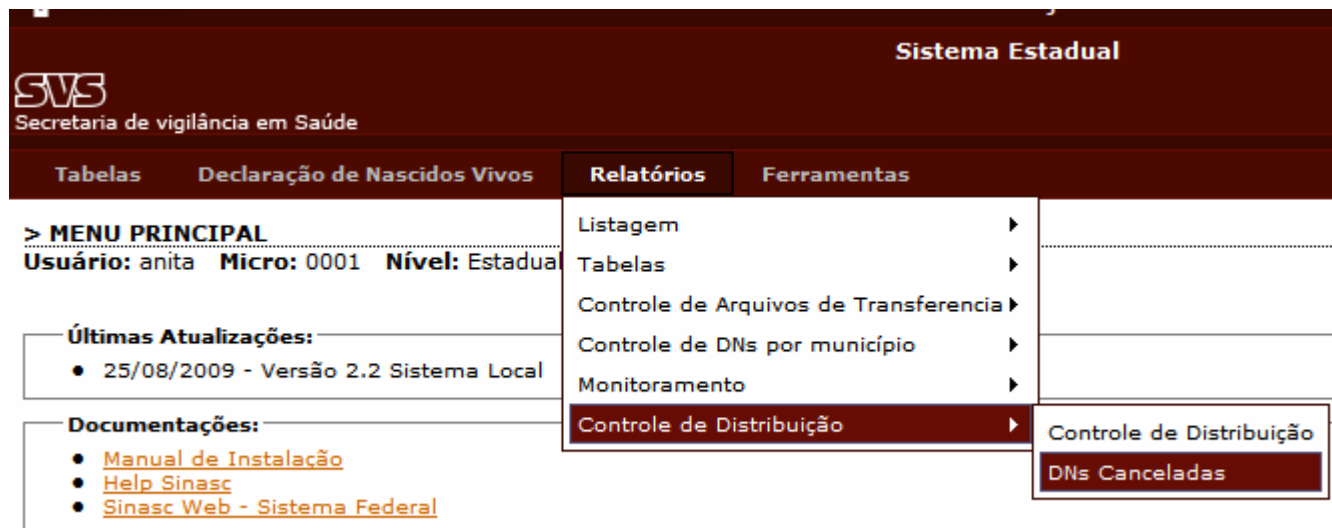 Sistema Estadual
SVS
Secretaria de vigilância em Saúde
Tabelas Declaração de Nascidos Vivos Relatórios Ferramentas
> MENU PRINCIPAL
Usuário: anita Micro: 0001 Nível: Estadual
Listagem
Tabelas
Controle de Arquivos de Transferencia
Controle de DNs por município
Monitoramento
Controle de Distribuição
Controle de Distribuição
DNs Canceladas
Últimas Atualizações:
• 25/08/2009 - Versão 2.2 Sistema Local
Documentações:
• Manual de Instalação
• Help Sinasc
• Sinasc Web - Sistema Federal